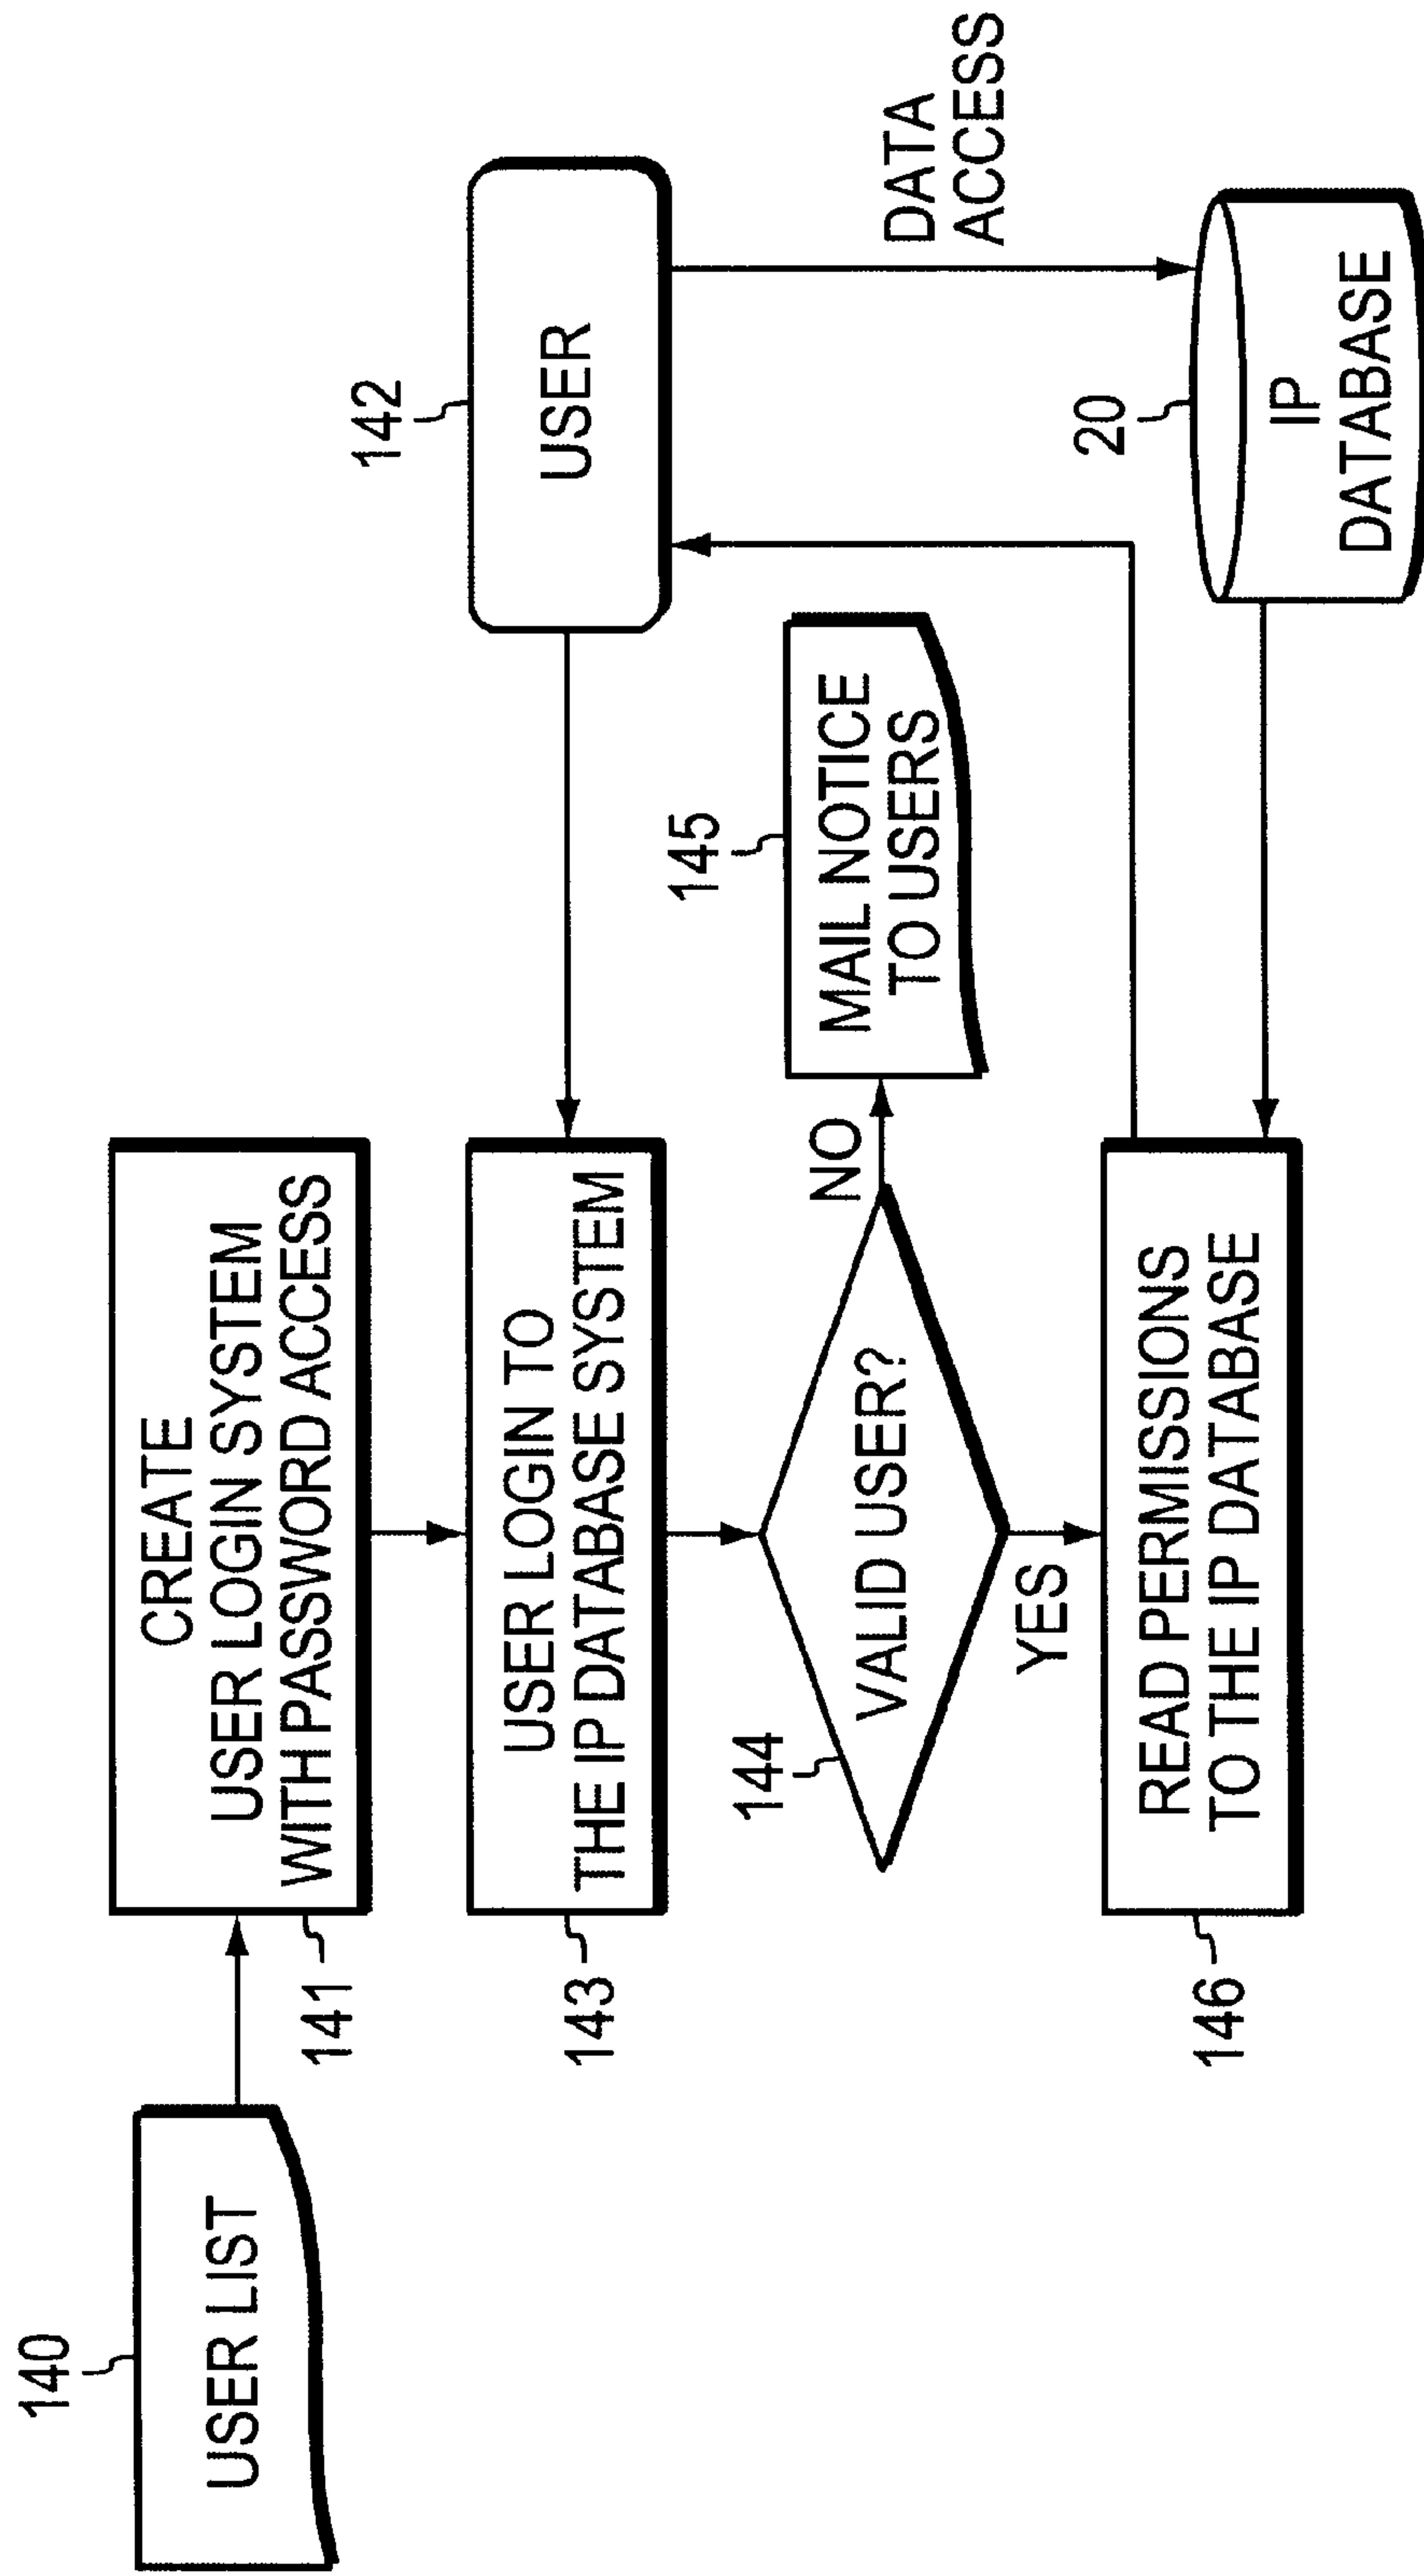 140
USER LIST
CREATE
USER LOGIN SYSTEM
WITH PASSWORD ACCESS
141
142
USER
USER LOGIN TO
THE IP DATABASE SYSTEM
143
145
MAIL NOTICE
TO USERS
NO
VALID USER?
144
YES
DATA
ACCESS
READ PERMISSIONS
TO THE IP DATABASE
146
20
IP
DATABASE